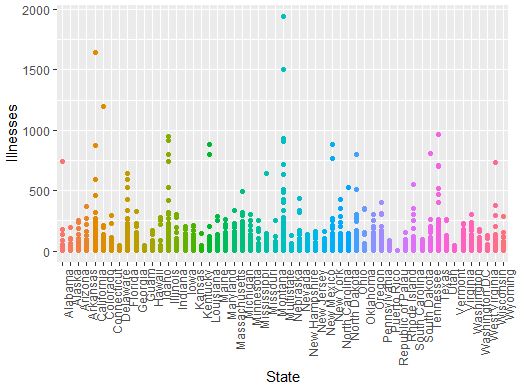 2000
1500
1000
500
0
Illnesses
Alabama
Alaska
Arizona
Arkansas
California
Colorado
Connecticut
Delaware
Florida
Georgia
Guam
Hawaii
Idaho
Illinois
Indiana
Iowa
Kansas
Kentucky
Louisiana
Maine
Maryland
Massachusetts
Michigan
Minnesota
Mississippi
Missouri
Montana
Multistate
Nebraska
Nevada
New Hampshire
New Jersey
New Mexico
New York
North Carolina
North Dakota
Ohio
Oklahoma
Oregon
Pennsylvania
Puerto Rico
Republic of Palau
Rhode Island
South Carolina
South Dakota
Tennessee
Texas
Utah
Vermont
Virginia
Washington
Washington DC
West Virginia
Wisconsin
Wyoming
State